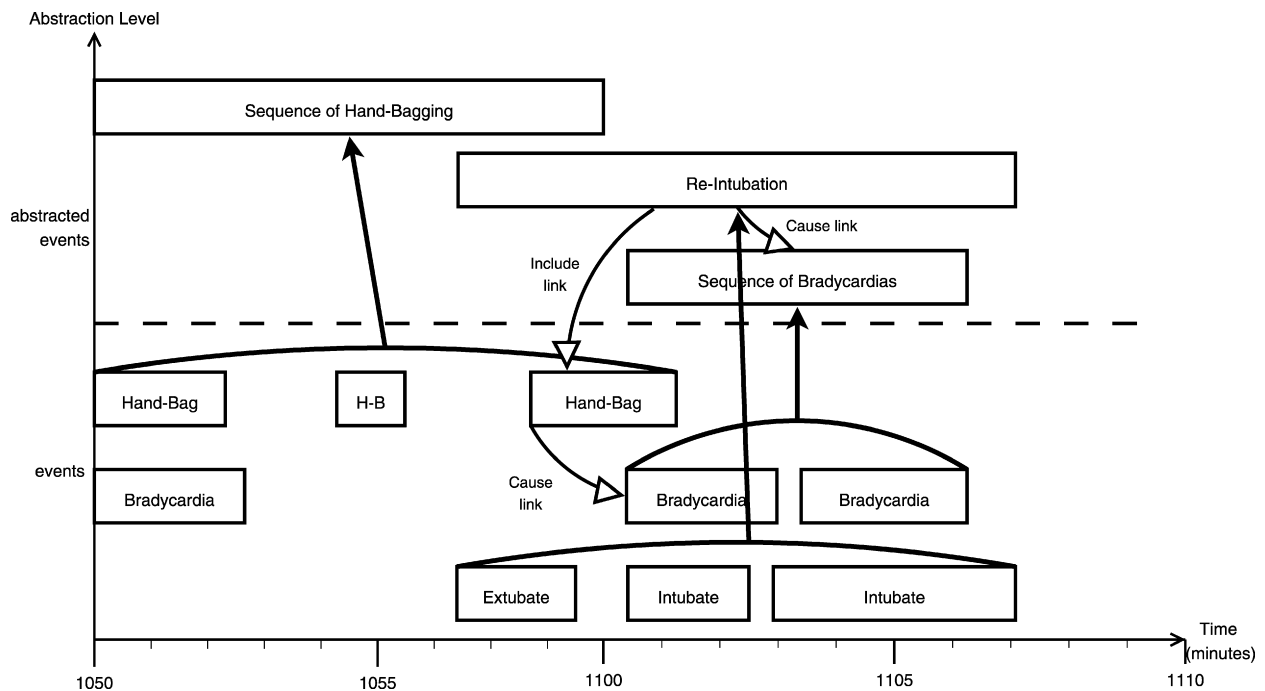 Abstraction Level
Sequence of Hand-Bagging
Re-Intubation
abstracted
events
Cause link
Include
link
Sequence of Bradycardias
Hand-Bag
H-B
Hand-Bag
events
Bradycardia
Cause
link
Bradycardia
Bradycardia
Extubate
Intubate
Intubate
Time
(minutes)
1050
1055
1100
1105
1110